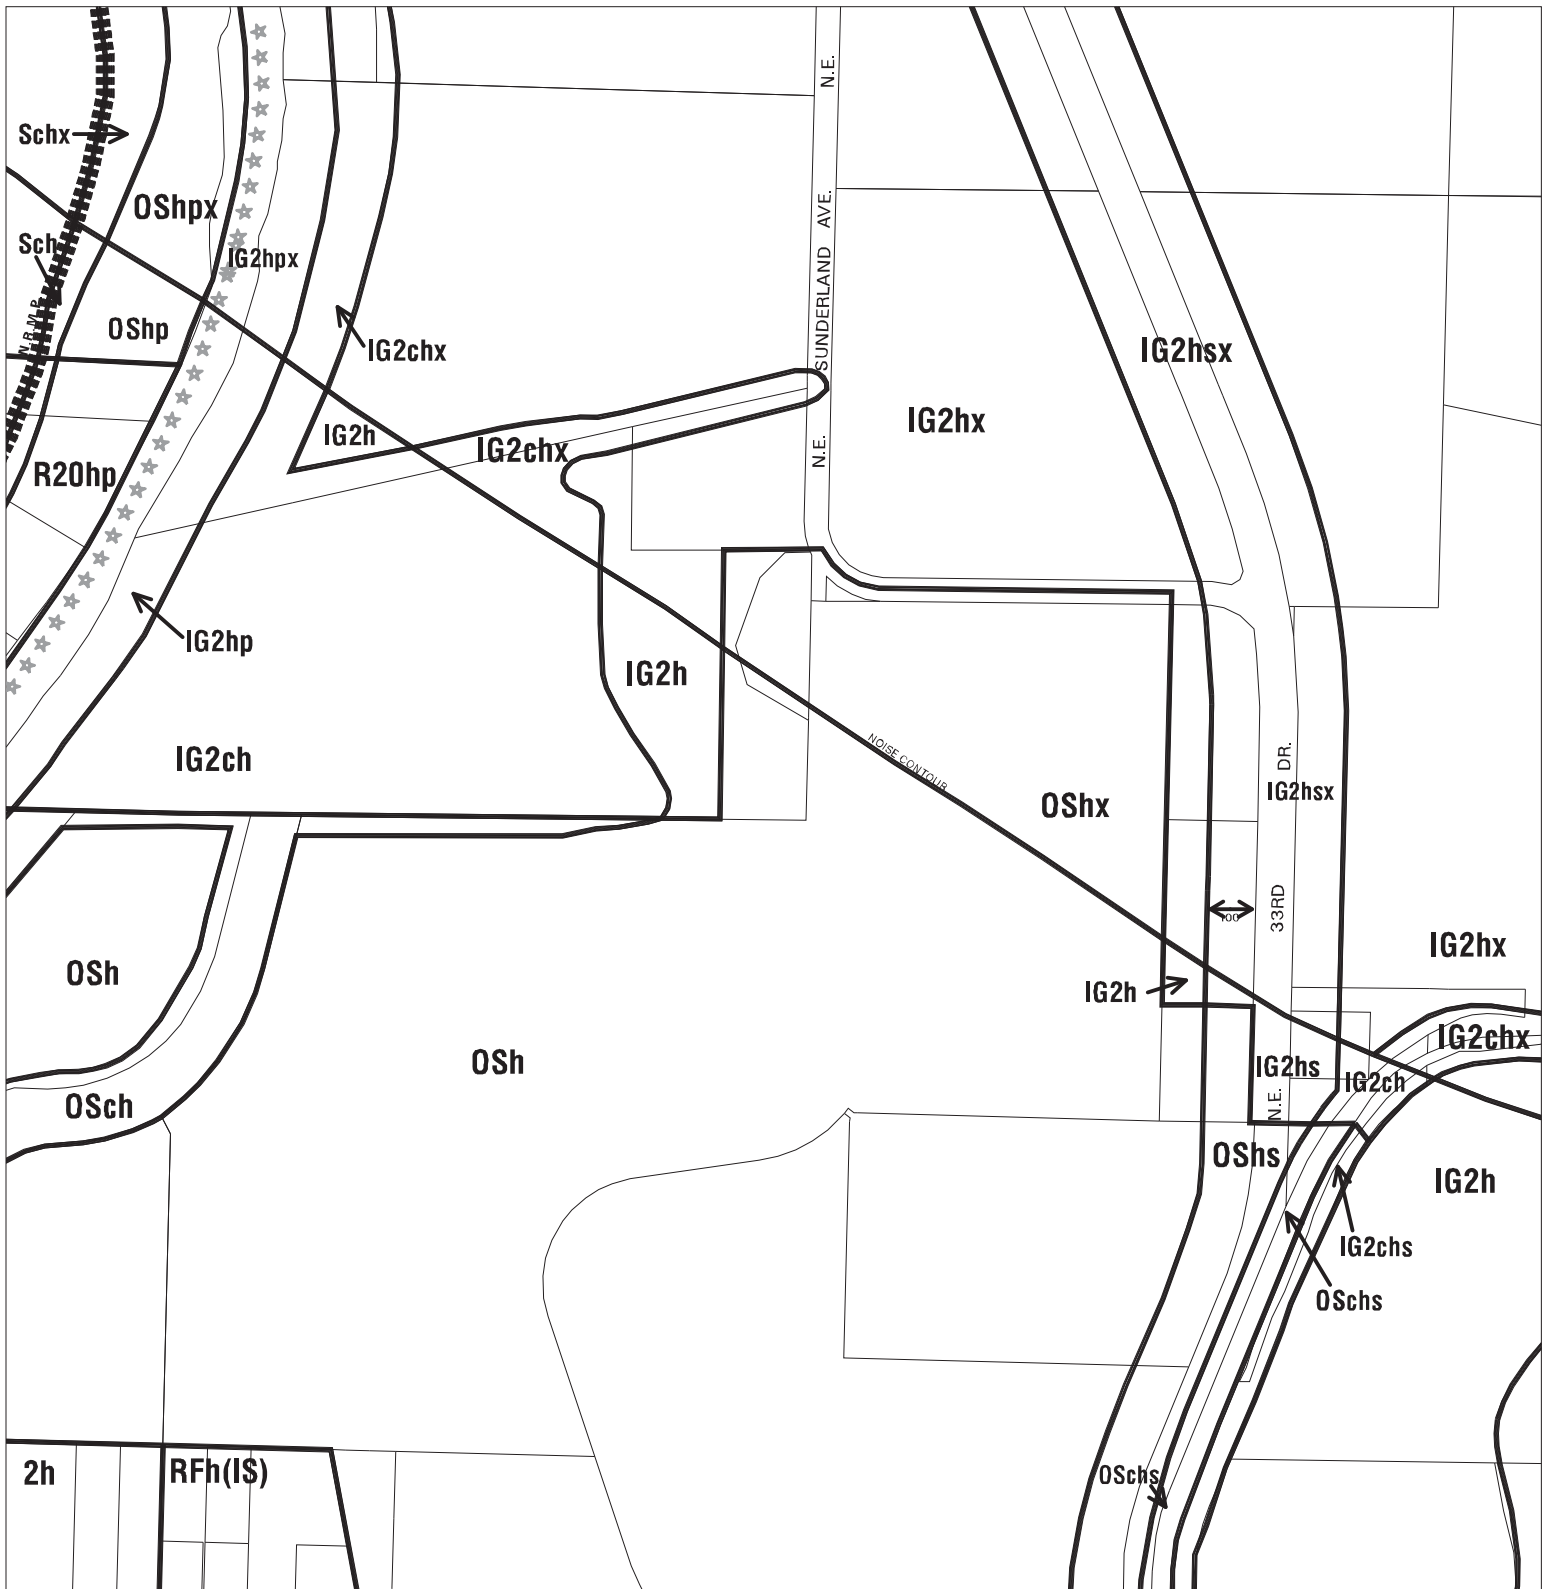 N.E.
Schx
OShpx
SUNDERLAND AVE.
Sch
IG2hpx
N.R.M.P.
OShp
IG2chx
IG2hsx
IG2hx
IG2h
IG2chx
N.E.
R20hp
IG2hp
IG2h
IG2ch
NOISE CONTOUR
DR.
IG2hsx
OShx
100
33RD
IG2hx
OSh
IG2h
IG2chx
OSh
IG2hs
IG2ch
OSch
N.E.
OShs
IG2h
IG2chs
OSchs
2h
RFh(IS)
OSchs